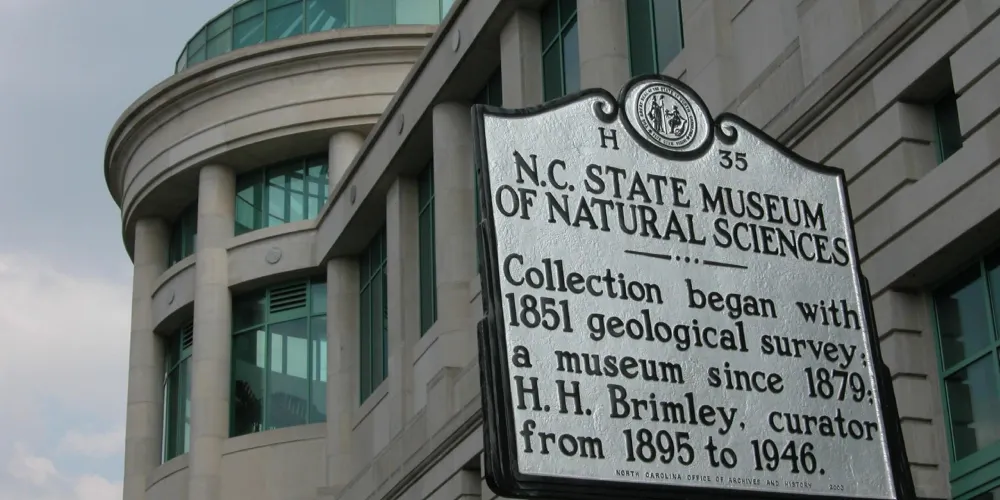 H 35
N.C. STATE MUSEUM
OF NATURAL SCIENCES
Collection began with
1851 geological survey;
a museum since 1879;
H. H. Brimley, curator
from 1895 to 1946.
NORTH CAROLINA OFFICE OF ARCHIVES AND HISTORY